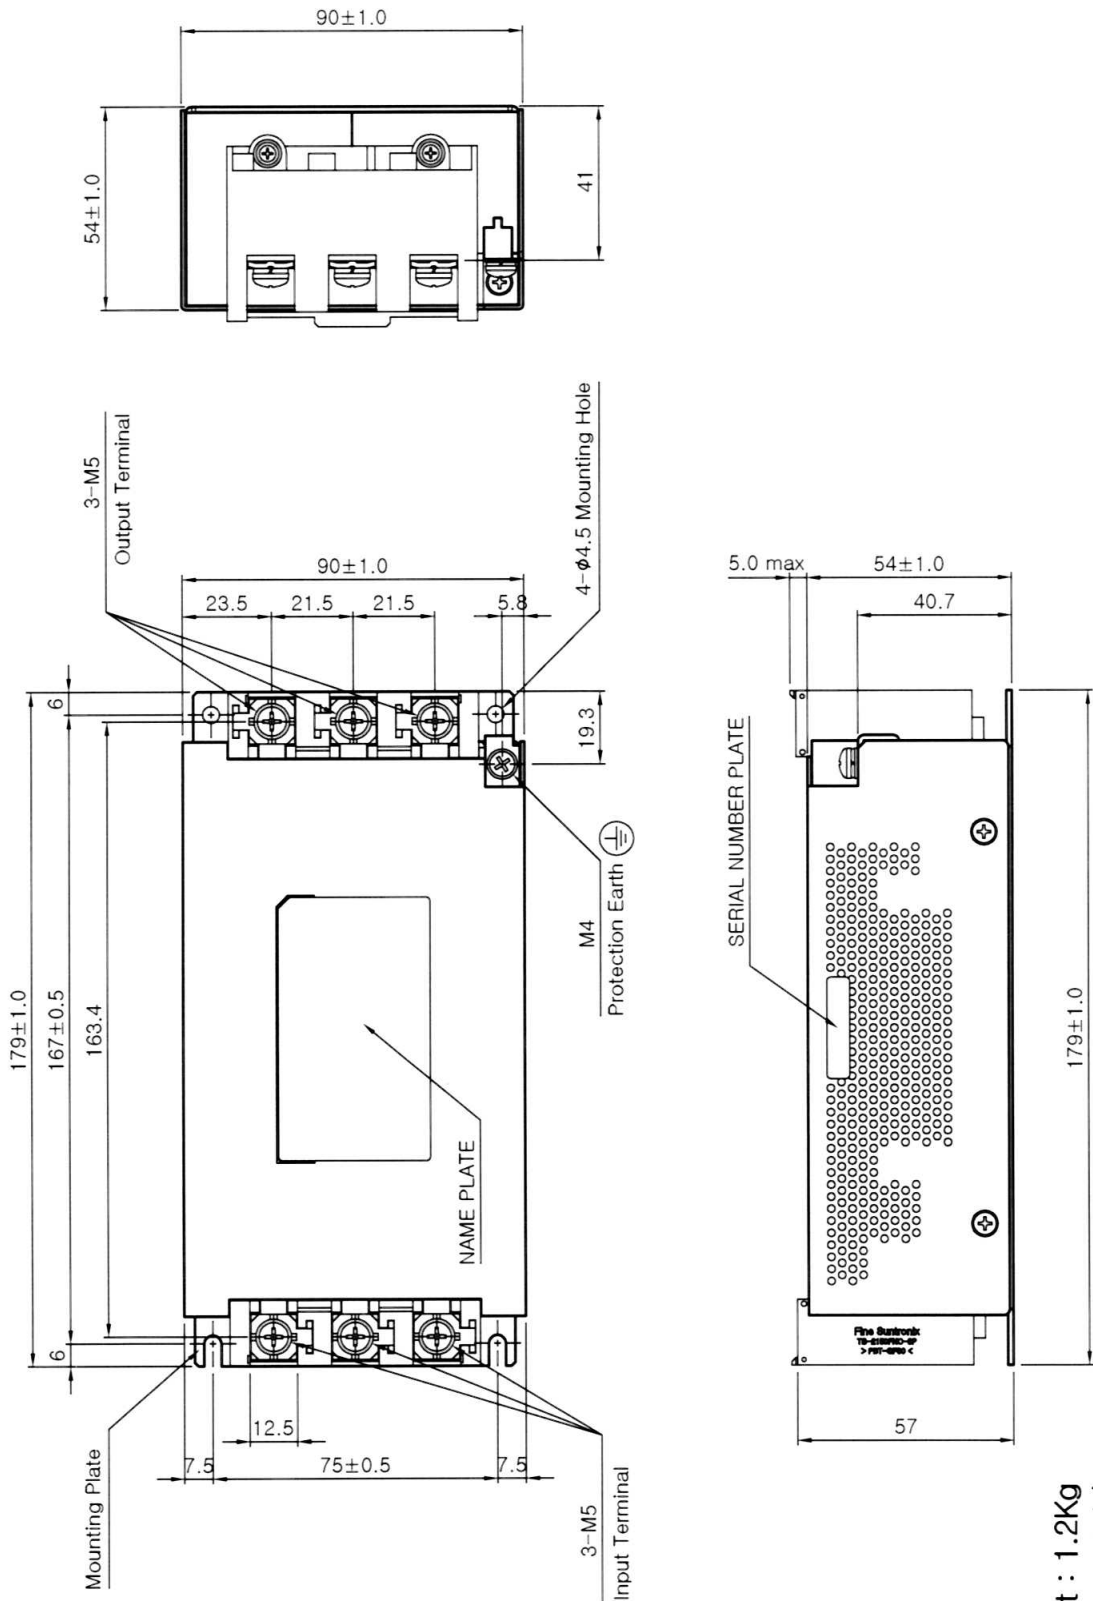 90±1.0
54±1.0
41
3-M5
Output Terminal
4-ϕ4.5 Mounting Hole
90±1.0
23.5
21.5
21.5
5.8
6
19.3
179±1.0
167±0.5
163.4
M4
Protection Earth
NAME PLATE
6
12.5
7.5
75±0.5
7.5
Mounting Plate
3-M5
Input Terminal
5.0 max
54±1.0
40.7
SERIAL NUMBER PLATE
179±1.0
Fine Suntronix
57
t : 1.2Kg